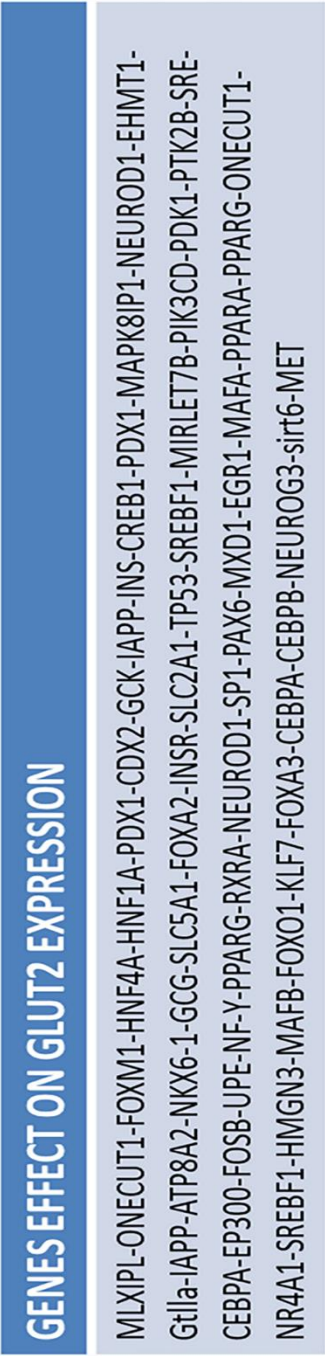 GENES EFFECT ON GLUT2 EXPRESSION
MLXIPL-ONECUT1-FOXM1-HNF4A-HNF1A-PDX1-CDX2-GCK-IAPP-INS-CREB1-PDX1-MAPK8IP1-NEUROD1-EHMT1-
GtIIa-IAPP-ATP8A2-NKX6-1-GCG-SLC5A1-FOXA2-INSR-SLC2A1-TP53-SREBF1-MIRLET7B-PIK3CD-PDK1-PTK2B-SRE-
CEBPA-EP300-FOSB-UPE-NF-Y-PPARG-RXRA-NEUROD1-SP1-PAX6-MXD1-EGR1-MAFA-PPARA-PPARG-ONECUT1-
NR4A1-SREBF1-HMGN3-MAFB-FOXO1-KLF7-FOXA3-CEBPA-CEBPB-NEUROG3-sirt6-MET